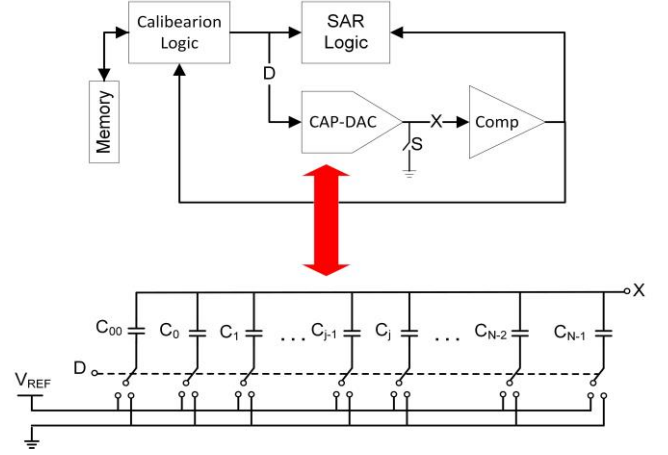 Calibearion
Logic
SAR
Logic
D
Memory
CAP-DAC
X
Comp
S
X
C00
C0
C1
. . .
Cj-1
Cj
. . .
CN-2
CN-1
D
VREF